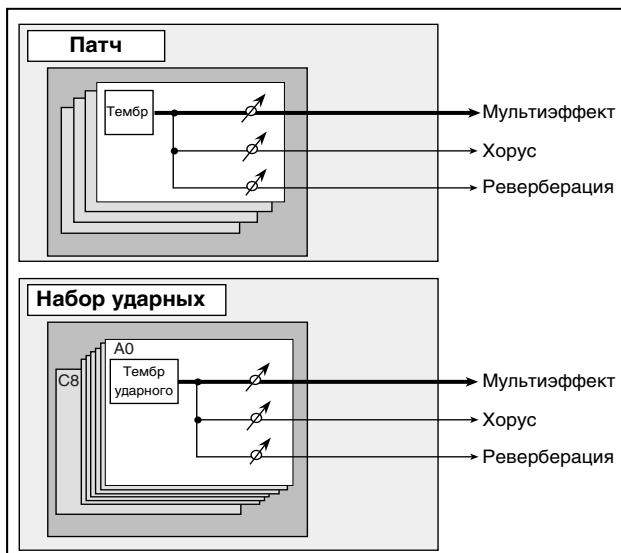 Патч
Тембр
Мультиэффект
Хорус
Реверберация
Набор ударных
A0
C8
Тембр
ударного
Мультиэффект
Хорус
Реверберация